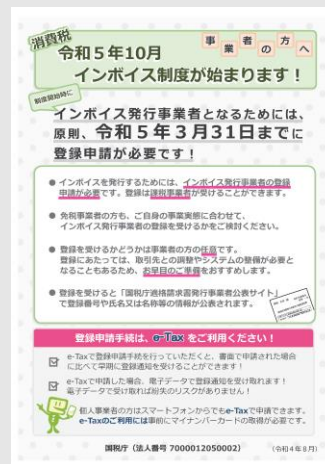 消費税
事業者の方へ
令和5年10月
インボイス制度が始まります！
制度開始時に
インボイス発行事業者となるためには、
原則、令和5年3月31日までに
登録申請が必要です！
● インボイスを発行するためには、インボイス発行事業者の登録
申請が必要です。登録は課税事業者が受けることができます。
● 免税事業者の方も、ご自身の事業実態に合わせて、
インボイス発行事業者の登録を受けるかをご検討ください。
● 登録を受けるかどうかは事業者の方の任意です。
登録にあたっては、取引先との調整やシステムの整備が必要と
なることもあるため、お早目のご準備をおすすめします。
● 登録を受けると「国税庁適格請求書発行事業者公表サイト」
で登録番号や氏名又は名称等の情報が公表されます。
登録申請手続は、e-Tax をご利用ください！
e-Taxで登録申請手続を行っていただくと、書面で申請された場合
に比べて早期に登録通知を受けることができます！
e-Taxで申請した場合、電子データで登録通知を受け取れます！
電子データで受け取れば紛失のリスクがありません！
個人事業者の方はスマートフォンからでもe-Taxで申請できます。
e-Taxのご利用には事前にマイナンバーカードの取得が必要です。
国税庁（法人番号 7000012050002）
（令和4年8月）